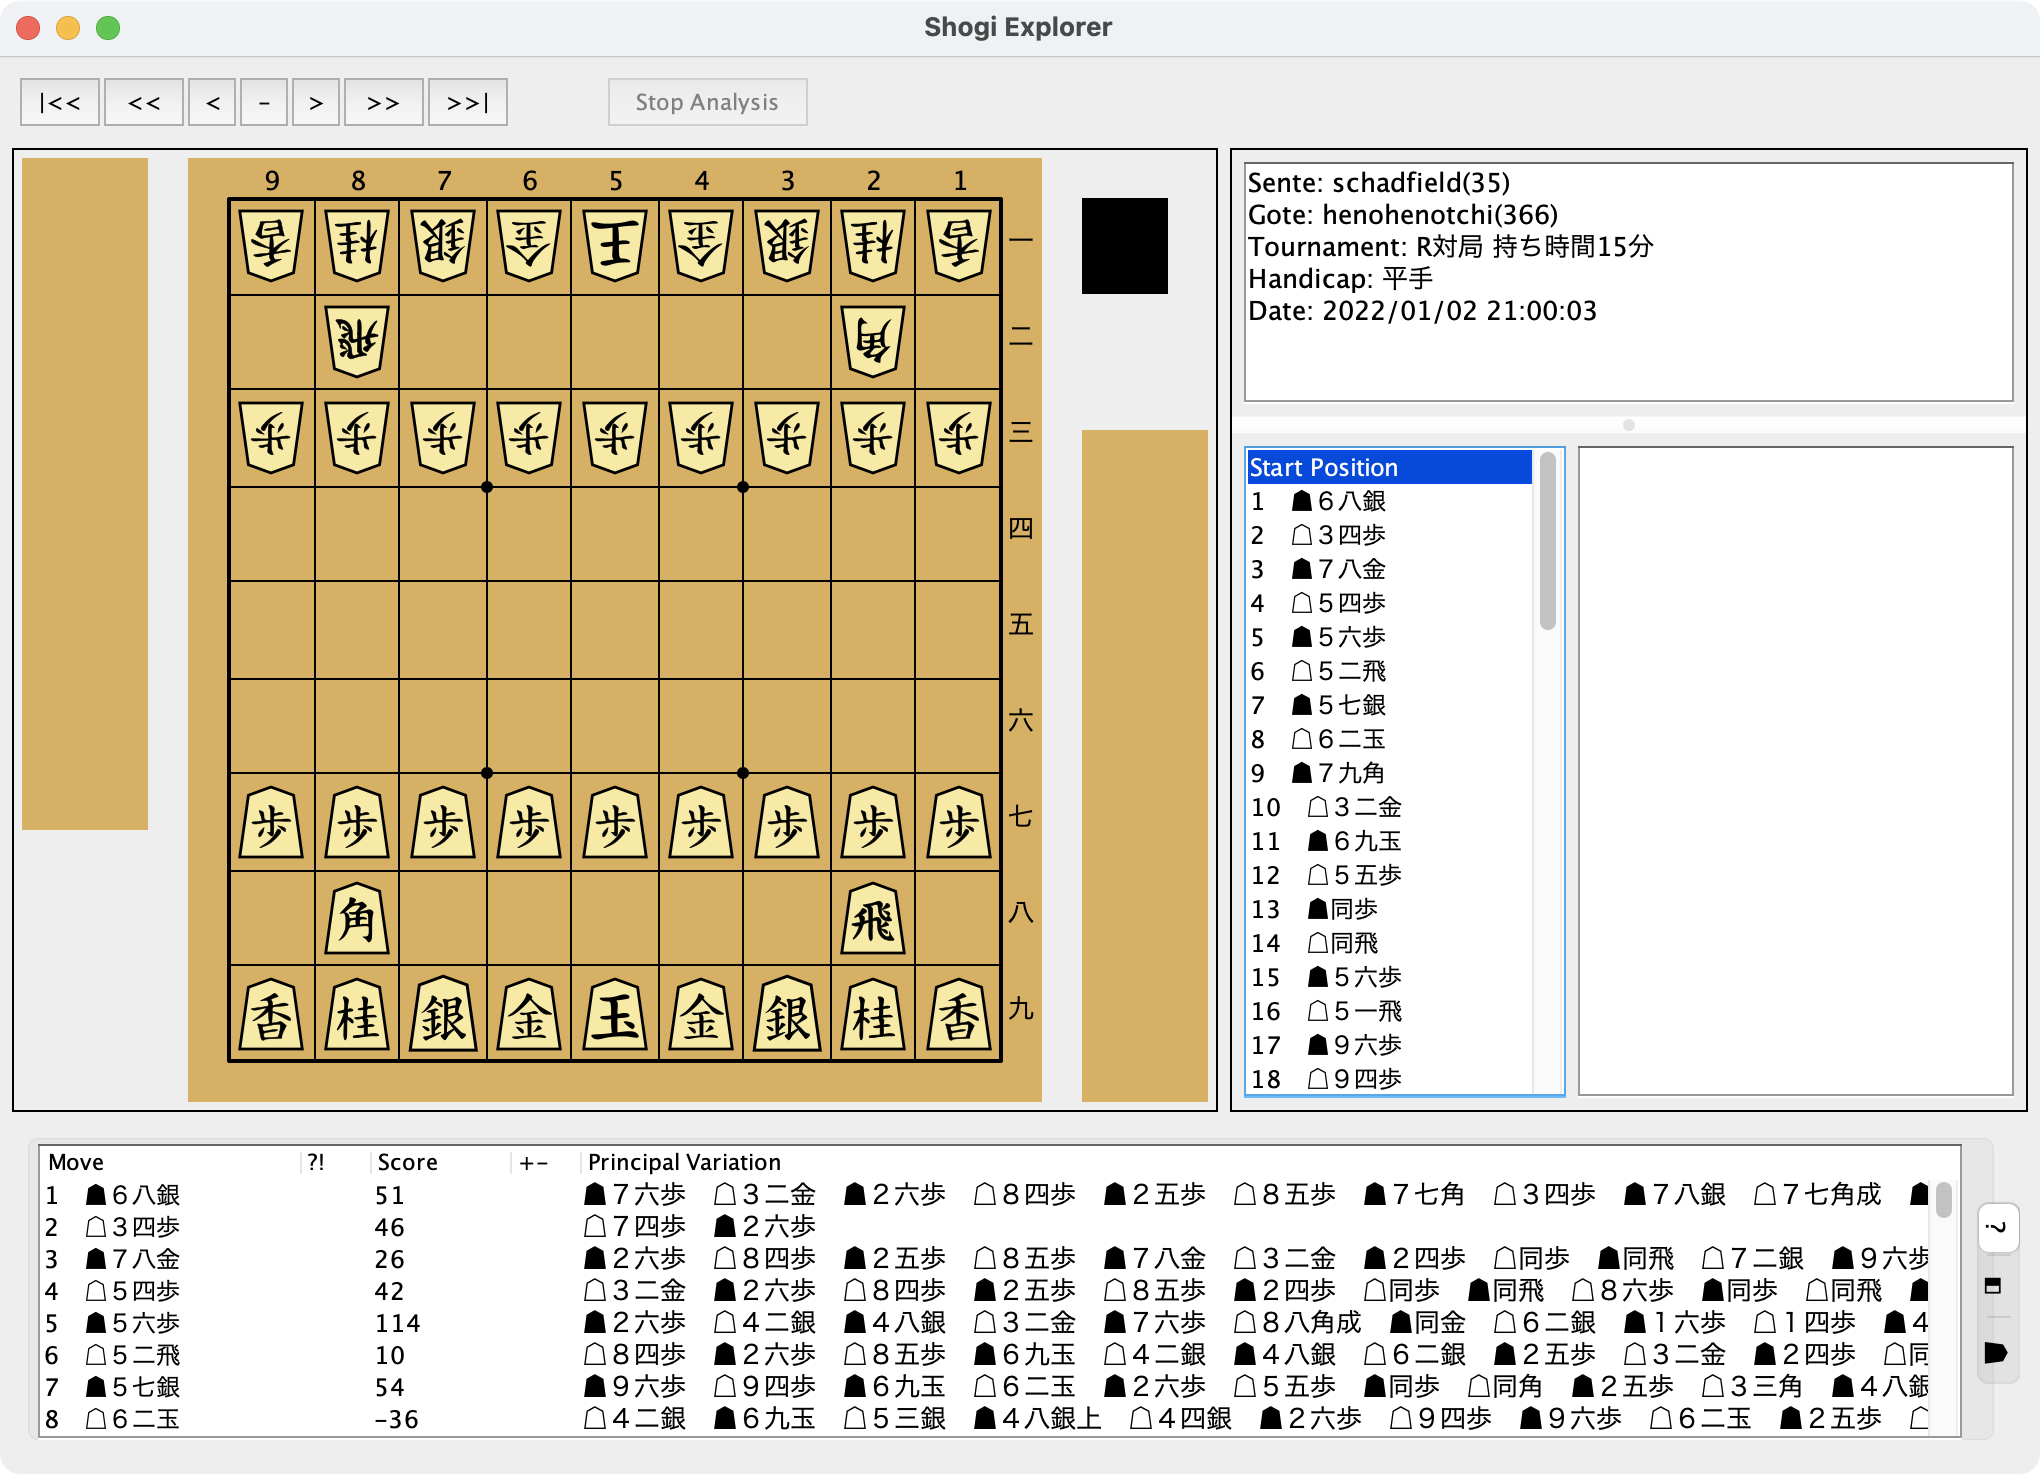 Shogi Explorer
|<< << < - > >> >>| Stop Analysis
9 8 7 6 5 4 3 2 1
香 桂 銀 金 王 金 銀 桂 香 一
飛 角 二
歩 歩 歩 歩 歩 歩 歩 歩 歩 三
四
五
六
歩 歩 歩 歩 歩 歩 歩 歩 歩 七
角 飛 八
香 桂 銀 金 玉 金 銀 桂 香 九
Sente: schadfield(35)
Gote: henohenotchi(366)
Tournament: R対局 持ち時間15分
Handicap: 平手
Date: 2022/01/02 21:00:03
Start Position
1 ☗６八銀
2 ☖３四歩
3 ☗７八金
4 ☖５四歩
5 ☗５六歩
6 ☖５二飛
7 ☗５七銀
8 ☖６二玉
9 ☗７九角
10 ☖３二金
11 ☗６九玉
12 ☖５五歩
13 ☗同歩
14 ☖同飛
15 ☗５六歩
16 ☖５一飛
17 ☗９六歩
18 ☖９四歩
Move ?! Score +- Principal Variation
1 ☗６八銀 51 ☗７六歩 ☖３二金 ☗２六歩 ☖８四歩 ☗２五歩 ☖８五歩 ☗７七角 ☖３四歩 ☗７八銀 ☖７七角成 ☗
2 ☖３四歩 46 ☖７四歩 ☗２六歩
3 ☗７八金 26 ☗２六歩 ☖８四歩 ☗２五歩 ☖８五歩 ☗７八金 ☖３二金 ☗２四歩 ☖同歩 ☗同飛 ☖７二銀 ☗９六歩
4 ☖５四歩 42 ☖３二金 ☗２六歩 ☖８四歩 ☗２五歩 ☖８五歩 ☗２四歩 ☖同歩 ☗同飛 ☖８六歩 ☗同歩 ☖同飛 ☗
5 ☗５六歩 114 ☗２六歩 ☖４二銀 ☗４八銀 ☖３二金 ☗７六歩 ☖８八角成 ☗同金 ☖６二銀 ☗１六歩 ☖１四歩 ☗４
6 ☖５二飛 10 ☖８四歩 ☗２六歩 ☖８五歩 ☗６九玉 ☖４二銀 ☗４八銀 ☖６二銀 ☗２五歩 ☖３二金 ☗２四歩 ☖同
7 ☗５七銀 54 ☗９六歩 ☖９四歩 ☗６九玉 ☖６二玉 ☗２六歩 ☖５五歩 ☗同歩 ☖同角 ☗２五歩 ☖３三角 ☗４八銀
8 ☖６二玉 -36 ☖４二銀 ☗６九玉 ☖５三銀 ☗４八銀上 ☖４四銀 ☗２六歩 ☖９四歩 ☗９六歩 ☖６二玉 ☗２五歩 ☖
?